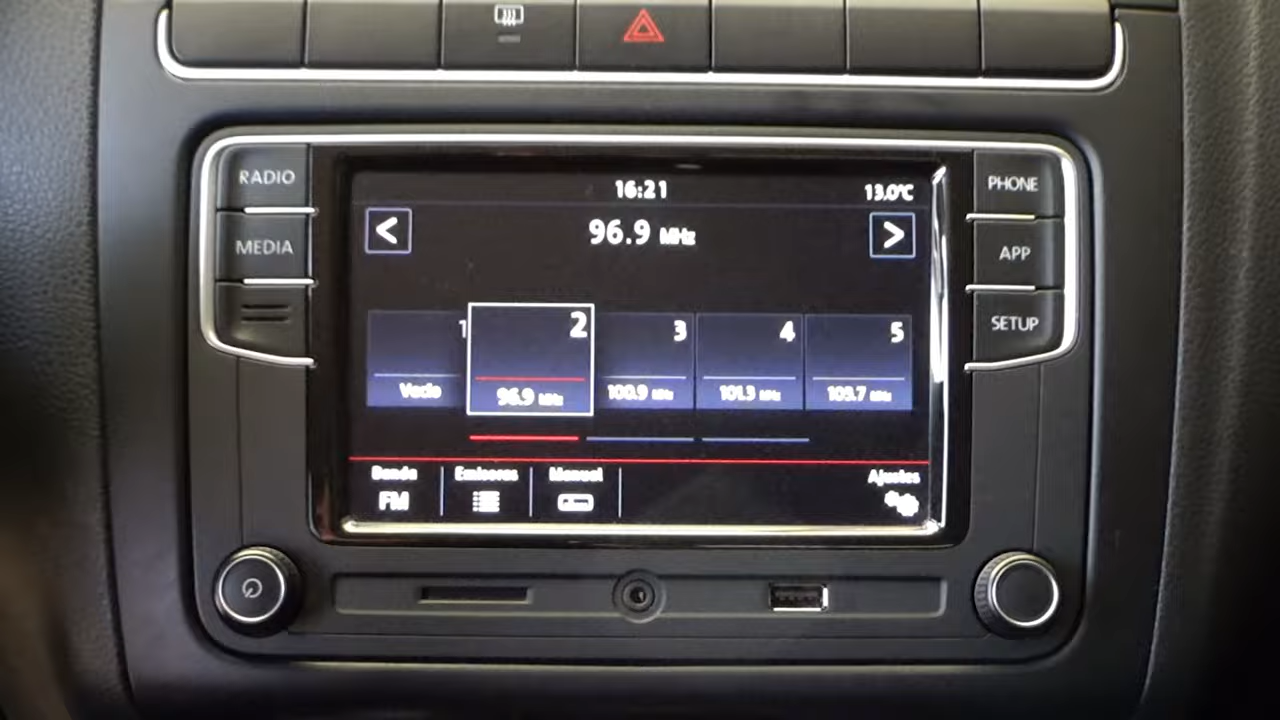 RADIO
MEDIA
PHONE
APP
SETUP
16:21
13.0°C
<
96.9 MHz
>
1
2
3
4
5
Vacío
96.9 MHz
100.9 MHz
101.3 MHz
103.7 MHz
Banda
Emisoras
Manual
Ajustes
FM